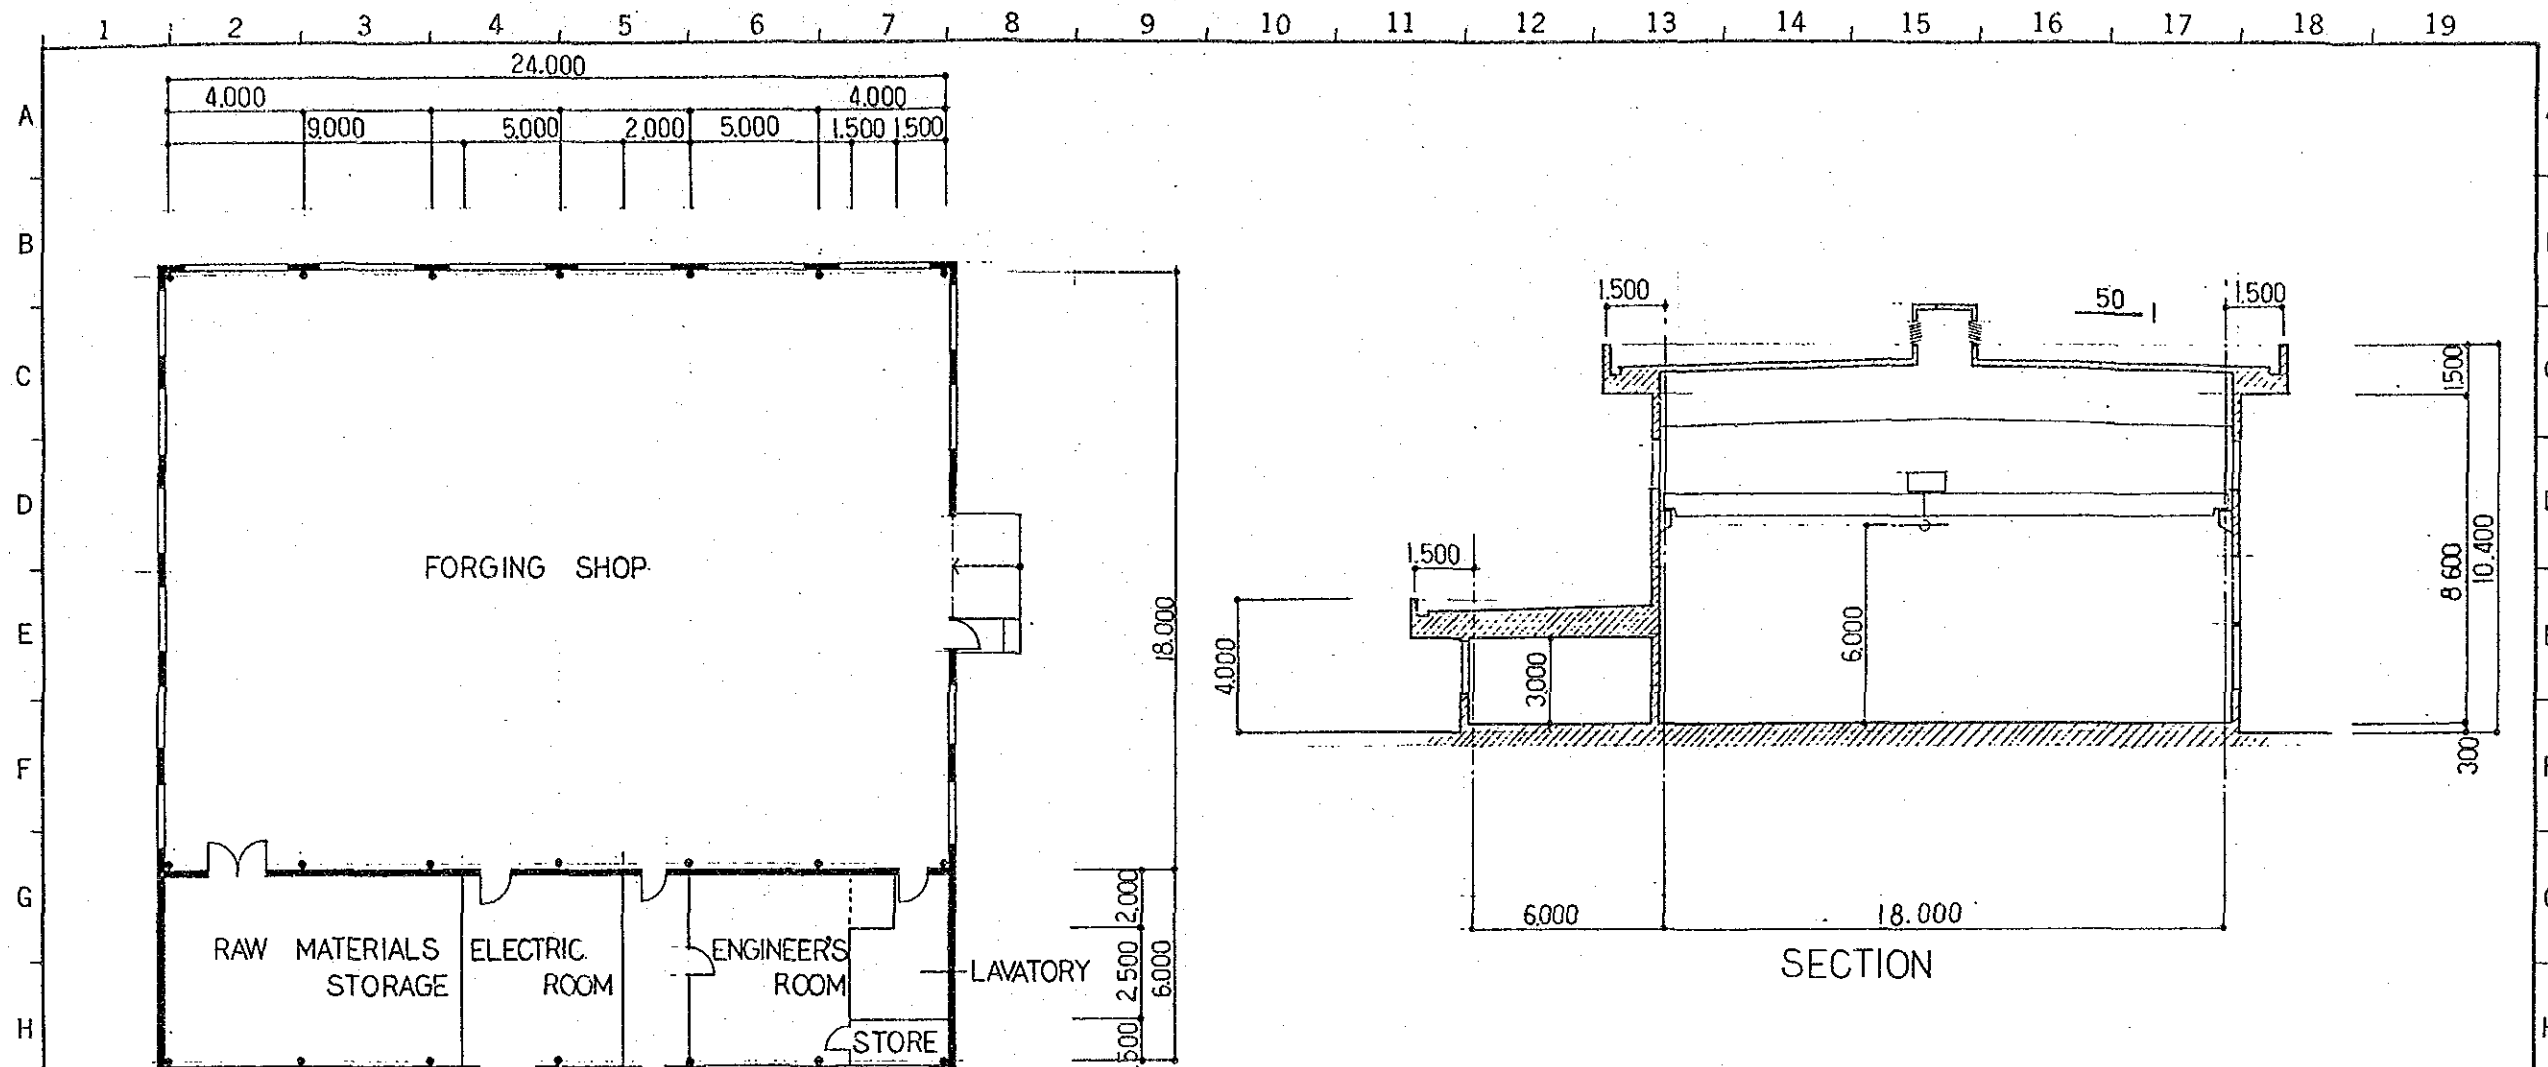 1 2 3 4 5 6 7 8 9 10 11 12 13 14 15 16 17 18 19
24.000
4.000 4.000
9.000 5.000 2.000 5.000 1.500 1.500
A
B
C
D
E
F
G
H
FORGING SHOP
18.000
RAW MATERIALS
STORAGE
ELECTRIC.
ROOM
ENGINEER'S
ROOM
LAVATORY
STORE
2.000
2.500
6.000
1.500
50
1
1.500
1.500
1.500
8600
10.400
300
4.000
3.000
6.000
6.000 18.000
SECTION